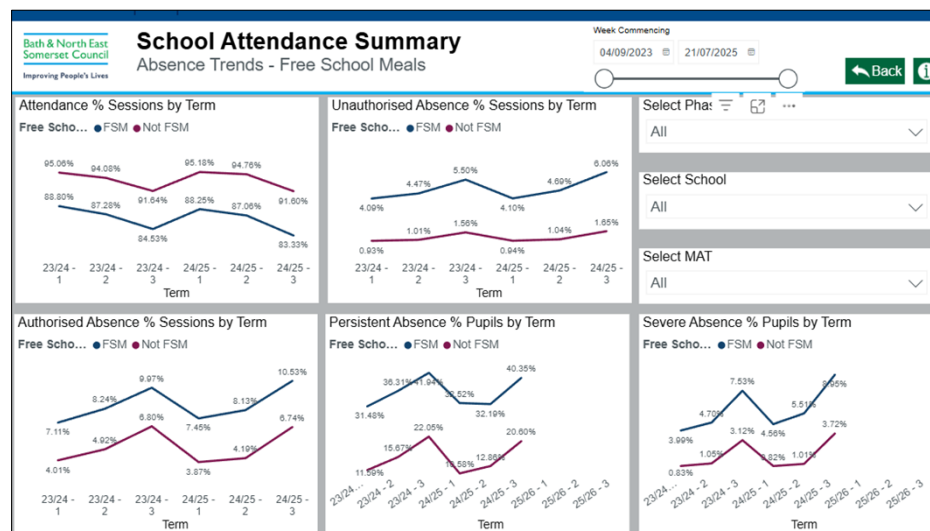 Bath & North East
Somerset Council
Improving People's Lives
School Attendance Summary
Absence Trends - Free School Meals
Week Commencing
04/09/2023 21/07/2025
Back
Attendance % Sessions by Term
Free Scho... FSM Not FSM
95.06% 94.08% 91.64% 95.18% 94.76% 91.60%
88.80% 87.28% 84.53% 88.25% 87.06% 83.33%
23/24 - 1 23/24 - 2 23/24 - 3 24/25 - 1 24/25 - 2 24/25 - 3
Term
Unauthorised Absence % Sessions by Term
Free Scho... FSM Not FSM
4.09% 4.47% 5.50% 4.10% 4.69% 6.06%
0.93% 1.01% 1.56% 0.94% 1.04% 1.65%
23/24 - 1 23/24 - 2 23/24 - 3 24/25 - 1 24/25 - 2 24/25 - 3
Term
Select Phas
All
Select School
All
Select MAT
All
Authorised Absence % Sessions by Term
Free Scho... FSM Not FSM
7.11% 8.24% 9.97% 7.45% 8.13% 10.53%
4.01% 4.92% 6.80% 3.87% 4.19% 6.74%
23/24 - 1 23/24 - 2 23/24 - 3 24/25 - 1 24/25 - 2 24/25 - 3
Term
Persistent Absence % Pupils by Term
Free Scho... FSM Not FSM
31.48% 36.31% 41.94% 32.19% 40.35%
11.59% 15.67% 22.05% 12.86% 20.60%
23/24... 23/24 - 2 23/24 - 3 24/25 - 1 24/25 - 2 24/25 - 3 25/26 - 1 25/26 - 2 25/26 - 3
Term
Severe Absence % Pupils by Term
Free Scho... FSM Not FSM
3.99% 4.70% 7.53% 4.56% 5.51% 8.95%
0.83% 1.05% 3.12% 0.82% 1.01% 3.72%
23/24... 23/24 - 2 23/24 - 3 24/25 - 1 24/25 - 2 24/25 - 3 25/26 - 1 25/26 - 2 25/26 - 3
Term